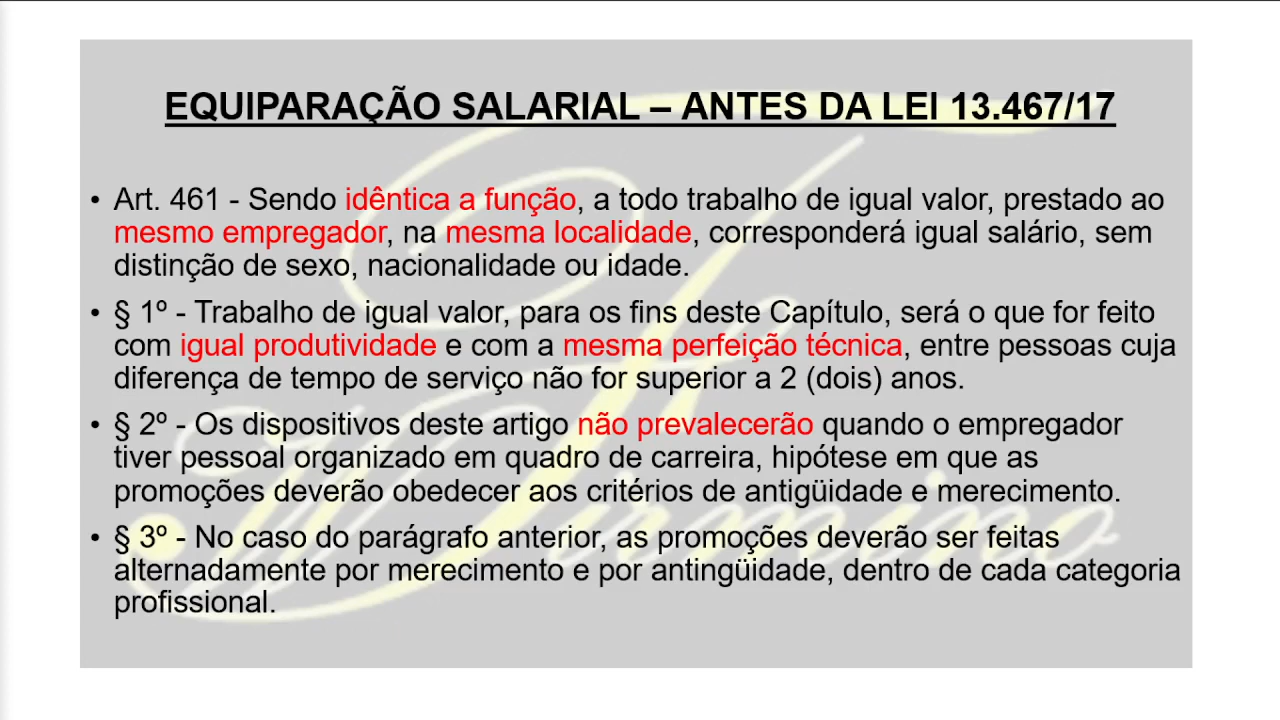 EQUIPARAÇÃO SALARIAL – ANTES DA LEI 13.467/17
• Art. 461 - Sendo idêntica a função, a todo trabalho de igual valor, prestado ao
mesmo empregador, na mesma localidade, corresponderá igual salário, sem
distinção de sexo, nacionalidade ou idade.
• § 1º - Trabalho de igual valor, para os fins deste Capítulo, será o que for feito
com igual produtividade e com a mesma perfeição técnica, entre pessoas cuja
diferença de tempo de serviço não for superior a 2 (dois) anos.
• § 2º - Os dispositivos deste artigo não prevalecerão quando o empregador
tiver pessoal organizado em quadro de carreira, hipótese em que as
promoções deverão obedecer aos critérios de antigüidade e merecimento.
• § 3º - No caso do parágrafo anterior, as promoções deverão ser feitas
alternadamente por merecimento e por antingüidade, dentro de cada categoria
profissional.